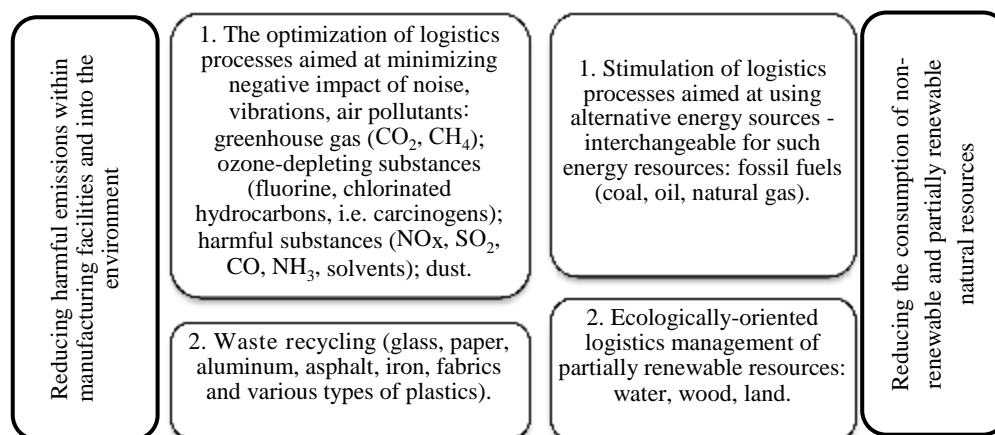 Reducing harmful emissions within
manufacturing facilities and into the
environment
1. The optimization of logistics
processes aimed at minimizing
negative impact of noise,
vibrations, air pollutants:
greenhouse gas (CO₂, CH₄);
ozone-depleting substances
(fluorine, chlorinated
hydrocarbons, i.e. carcinogens);
harmful substances (NOx, SO₂,
CO, NH₃, solvents); dust.
2. Waste recycling (glass, paper,
aluminum, asphalt, iron, fabrics
and various types of plastics).
1. Stimulation of logistics
processes aimed at using
alternative energy sources -
interchangeable for such
energy resources: fossil fuels
(coal, oil, natural gas).
2. Ecologically-oriented
logistics management of
partially renewable resources:
water, wood, land.
Reducing the consumption of non-
renewable and partially renewable
natural resources